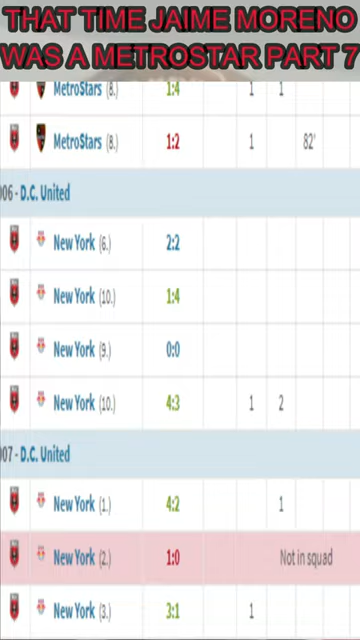 THAT TIME JAIME MORENO
WAS A METROSTAR PART 7
MetroStars (8.) 1:4 1 1
MetroStars (8.) 1:2 1 82'
006 - D.C. United
New York (6.) 2:2
New York (10.) 1:4
New York (9.) 0:0
New York (10.) 4:3 1 2
007 - D.C. United
New York (1.) 4:2 1
New York (2.) 1:0 Not in squad
New York (3.) 3:1 1